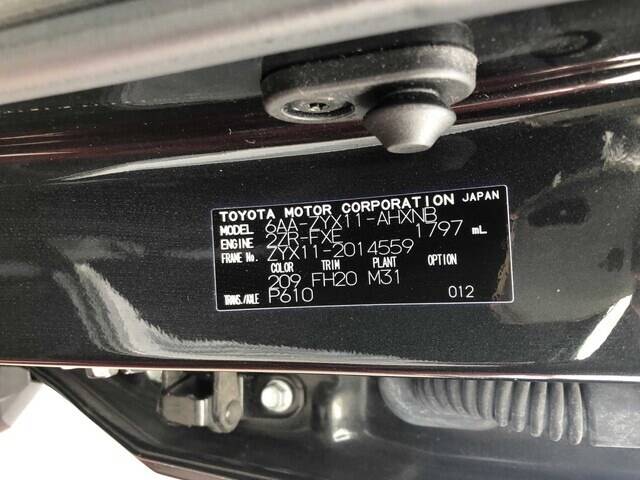 TOYOTA MOTOR CORPORATION JAPAN
MODEL 6AA-ZYX11-AHXNB
ENGINE 2ZR-FXE 1797 mL
FRAME No. ZYX11-2014559
COLOR TRIM PLANT OPTION
209 FH20 M31
TRANS./AXLE P610 012